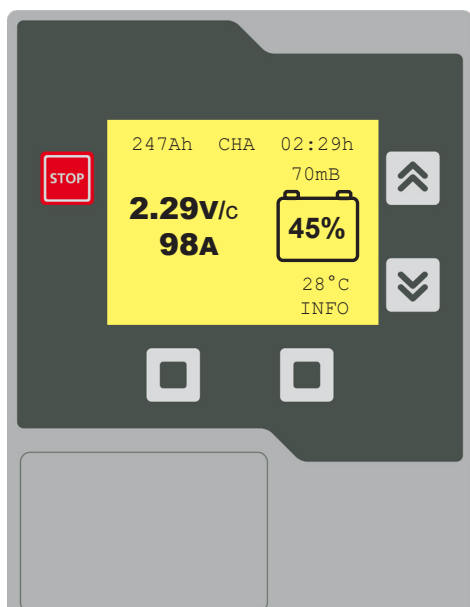 247Ah CHA 02:29h
70mB
STOP
2.29V/C
45%
98A
28°C
INFO